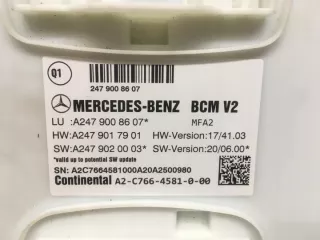 Q1
247 900 86 07
MERCEDES-BENZ BCM V2
LU :A247 900 86 07* MFA2
HW:A247 901 79 01 HW-Version:17/41.03
SW:A247 902 00 03* SW-Version:20/06.00*
*valid up to potential SW update
SN: A2C7664581000A20A2500980
Continental A2-C766-4581-0-00